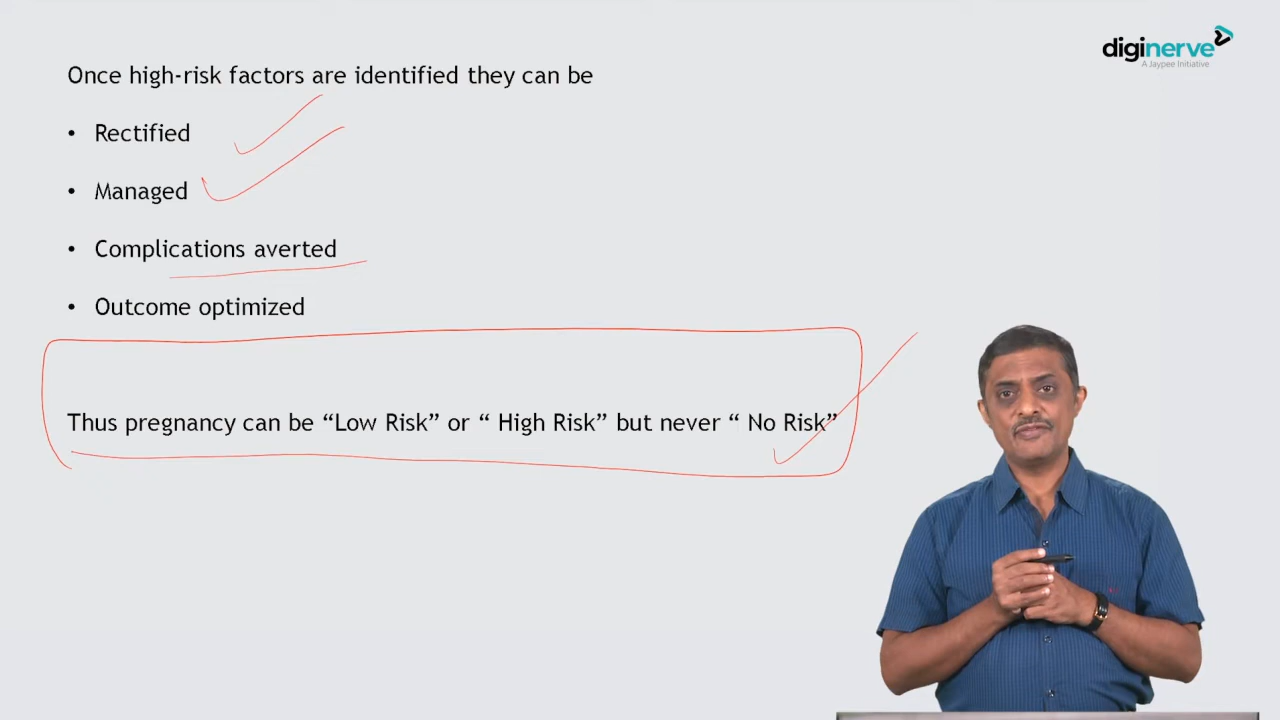 diginerve
A Jaypee Initiative
Once high-risk factors are identified they can be
• Rectified
• Managed
• Complications averted
• Outcome optimized
Thus pregnancy can be “Low Risk” or “ High Risk” but never “ No Risk”